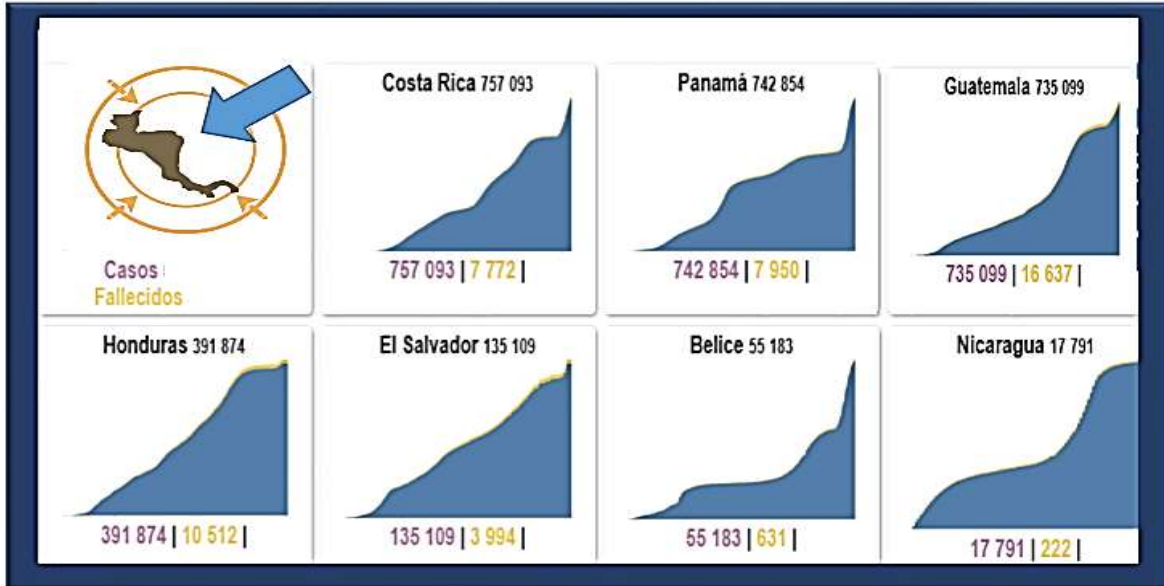 Costa Rica 757 093
Panamá 742 854
Guatemala 735 099
Casos :
Fallecidos
757 093 | 7 772 |
742 854 | 7 950 |
735 099 | 16 637 |
Honduras 391 874
El Salvador 135 109
Belice 55 183
Nicaragua 17 791
391 874 | 10 512 |
135 109 | 3 994 |
55 183 | 631 |
17 791 | 222 |